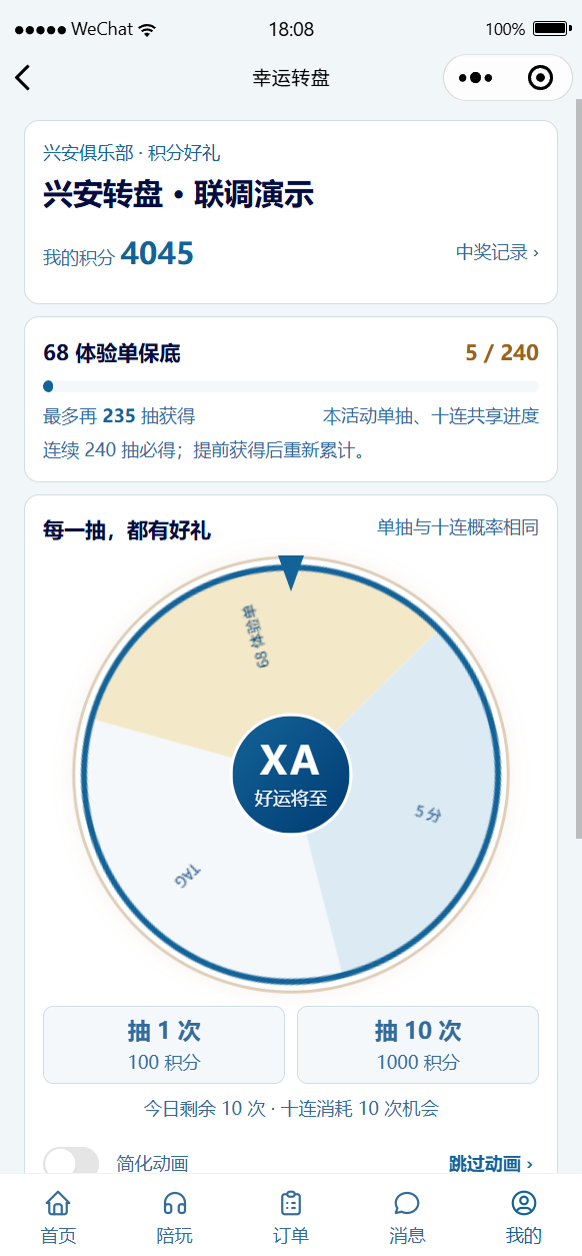 WeChat 18:08 100%
幸运转盘
兴安俱乐部 · 积分好礼
兴安转盘 · 联调演示
我的积分 4045 中奖记录 ›
68 体验单保底 5 / 240
最多再 235 抽获得 本活动单抽、十连共享进度
连续 240 抽必得；提前获得后重新累计。
每一抽，都有好礼 单抽与十连概率相同
68 体验单
5 分
TAG
XA
好运将至
抽 1 次 抽 10 次
100 积分 1000 积分
今日剩余 10 次 · 十连消耗 10 次机会
简化动画 跳过动画 ›
首页 陪玩 订单 消息 我的